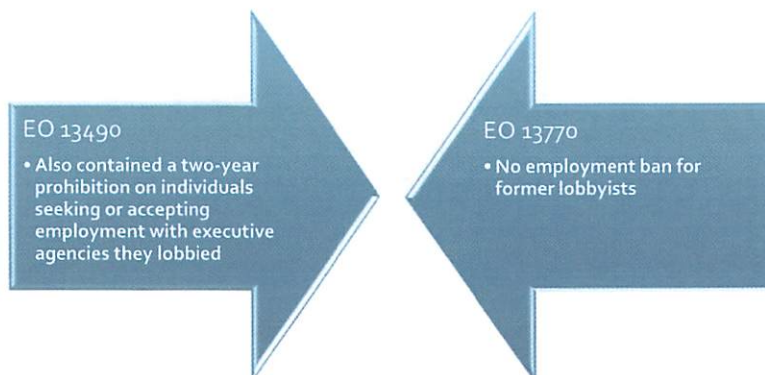 EO 13490
• Also contained a two-year
prohibition on individuals
seeking or accepting
employment with executive
agencies they lobbied
EO 13770
• No employment ban for
former lobbyists